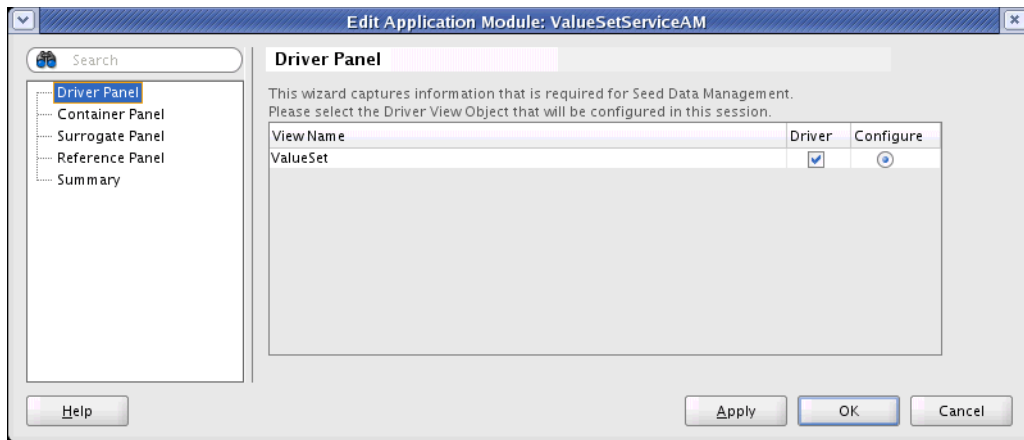 Edit Application Module: ValueSetServiceAM
Search
Driver Panel
Container Panel
Surrogate Panel
Reference Panel
Summary
Driver Panel
This wizard captures information that is required for Seed Data Management.
Please select the Driver View Object that will be configured in this session.
View Name Driver Configure
ValueSet
Help Apply OK Cancel